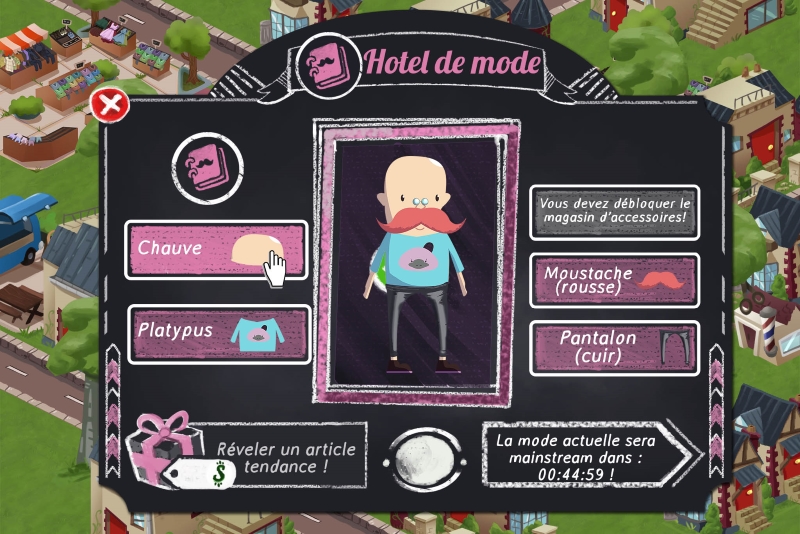 Hotel de mode
Chauve
Platypus
Vous devez débloquer le
magasin d'accessoires!
Moustache
(rousse)
Pantalon
(cuir)
Réveler un article
tendance !
$
La mode actuelle sera
mainstream dans :
00:44:59 !